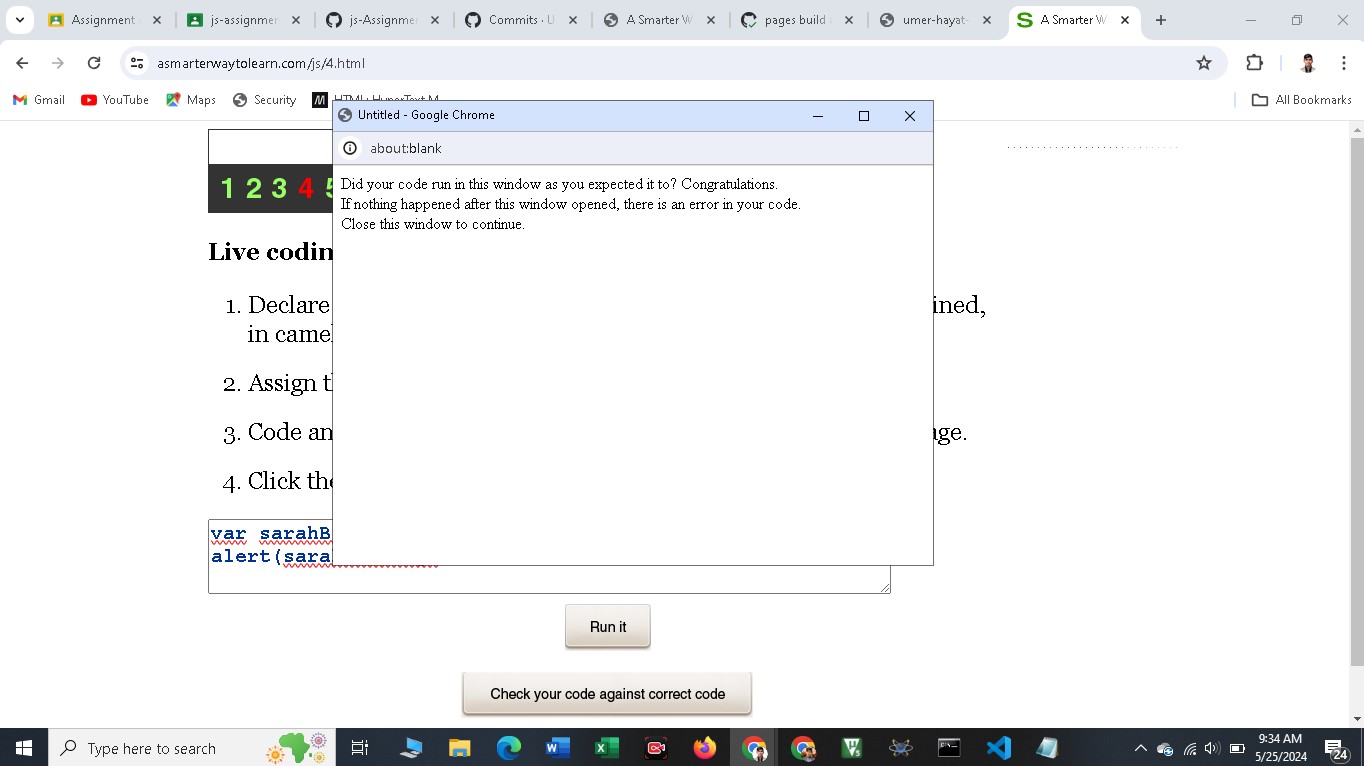 Assignment
js-assignmen
js-Assignme
Commits · U
A Smarter W
pages build
umer-hayat-
A Smarter W
asmarterwaytolearn.com/js/4.html
Gmail
YouTube
Maps
Security
HTML: HyperText M
All Bookmarks
Untitled - Google Chrome
about:blank
Did your code run in this window as you expected it to? Congratulations.
If nothing happened after this window opened, there is an error in your code.
Close this window to continue.
1 2 3 4 5
Live codin
1. Declare ined,
in camel
2. Assign th
3. Code an age.
4. Click the
var sarahB
alert(sara
Run it
Check your code against correct code
Type here to search
9:34 AM
5/25/2024
24